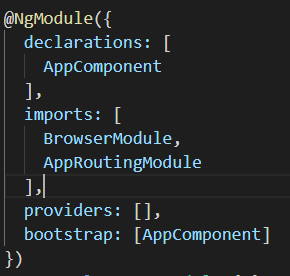 @NgModule({
  declarations: [
    AppComponent
  ],
  imports: [
    BrowserModule,
    AppRoutingModule
  ],
  providers: [],
  bootstrap: [AppComponent]
})